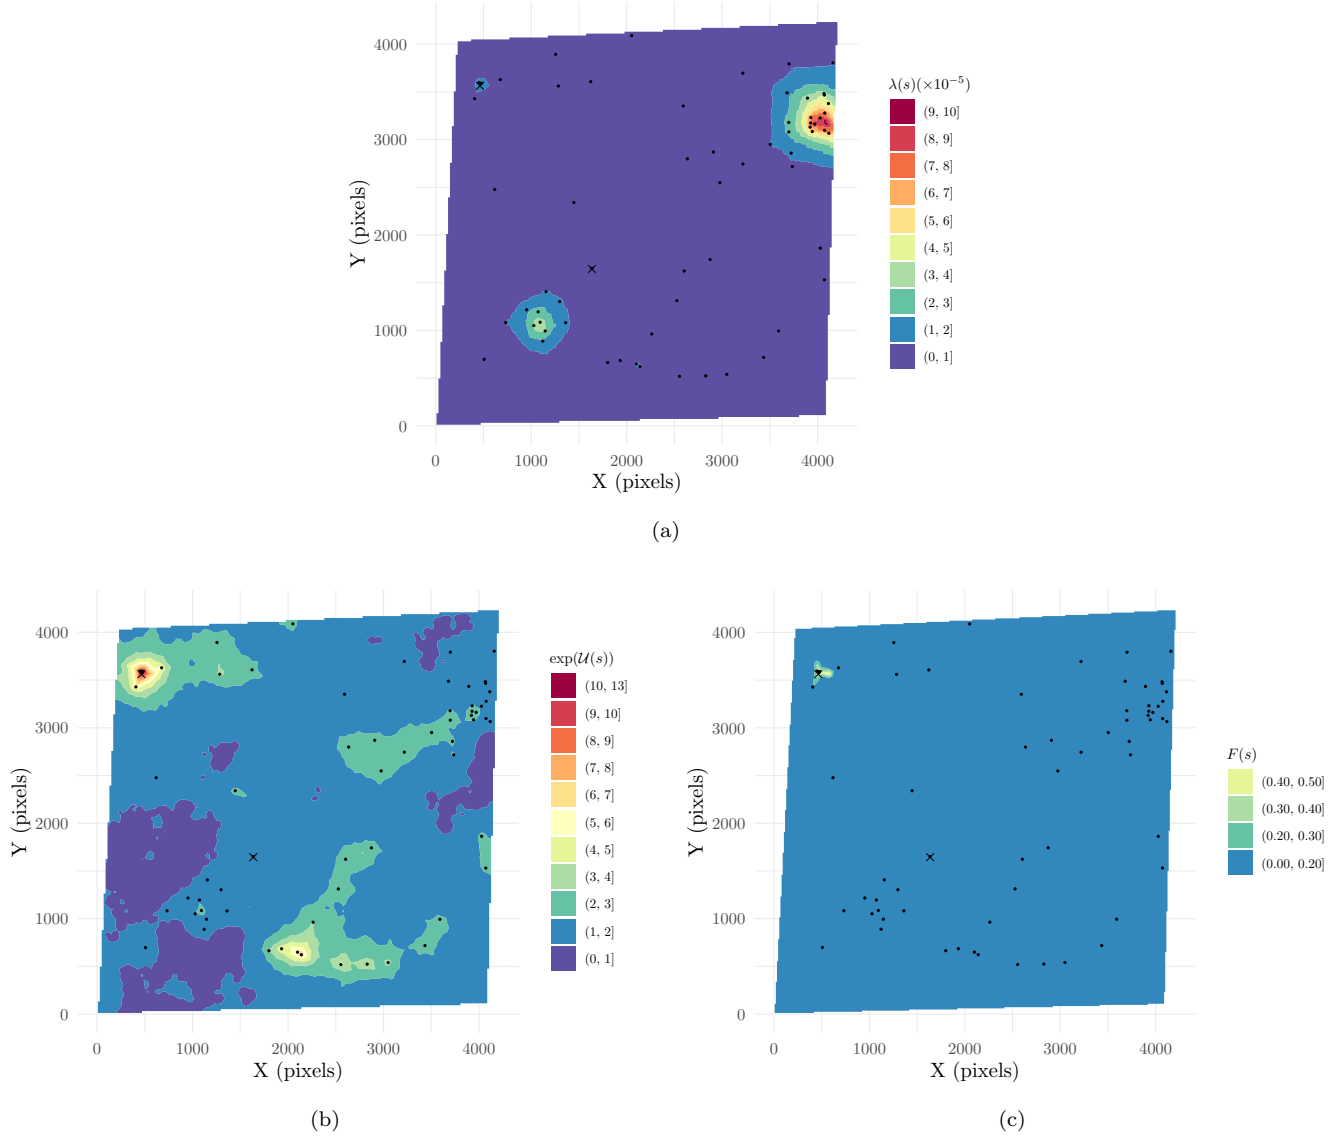 4000
3000
2000
1000
0
Y (pixels)
0 1000 2000 3000 4000
X (pixels)
λ(s)(×10⁻⁵)
(9, 10]
(8, 9]
(7, 8]
(6, 7]
(5, 6]
(4, 5]
(3, 4]
(2, 3]
(1, 2]
(0, 1]
(a)
4000
3000
2000
1000
0
Y (pixels)
0 1000 2000 3000 4000
X (pixels)
exp(𝒰(s))
(10, 13]
(9, 10]
(8, 9]
(7, 8]
(6, 7]
(5, 6]
(4, 5]
(3, 4]
(2, 3]
(1, 2]
(0, 1]
(b)
4000
3000
2000
1000
0
Y (pixels)
0 1000 2000 3000 4000
X (pixels)
F(s)
(0.40, 0.50]
(0.30, 0.40]
(0.20, 0.30]
(0.00, 0.20]
(c)